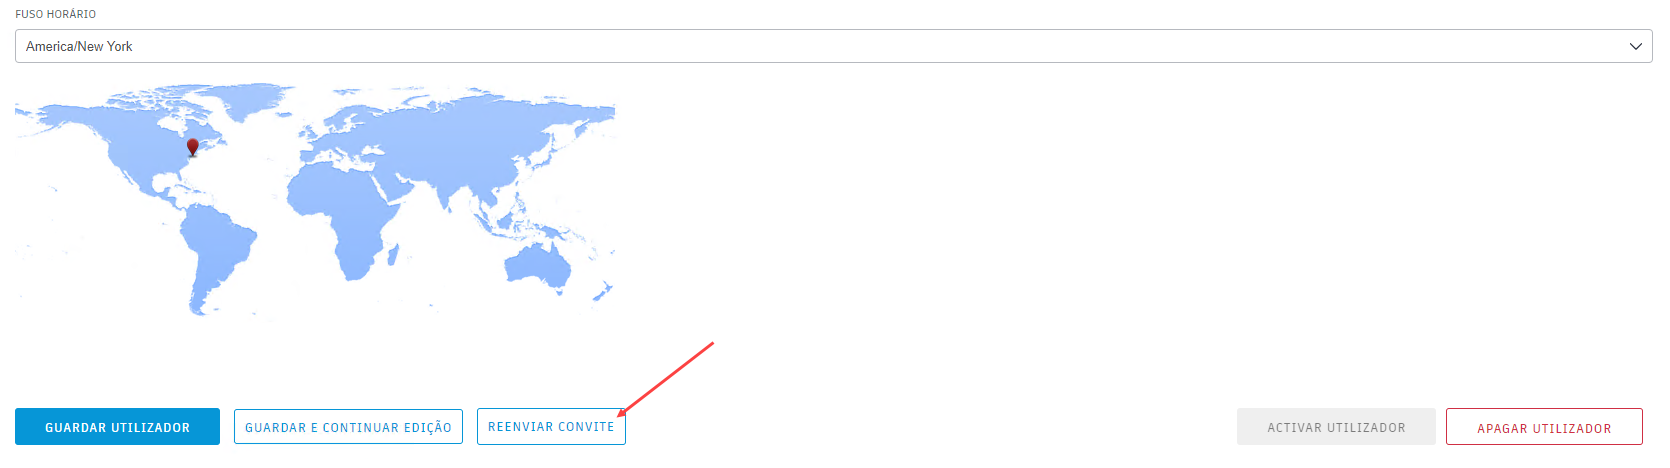 FUSO HORÁRIO
America/New York
GUARDAR UTILIZADOR
GUARDAR E CONTINUAR EDIÇÃO
REENVIAR CONVITE
ACTIVAR UTILIZADOR
APAGAR UTILIZADOR